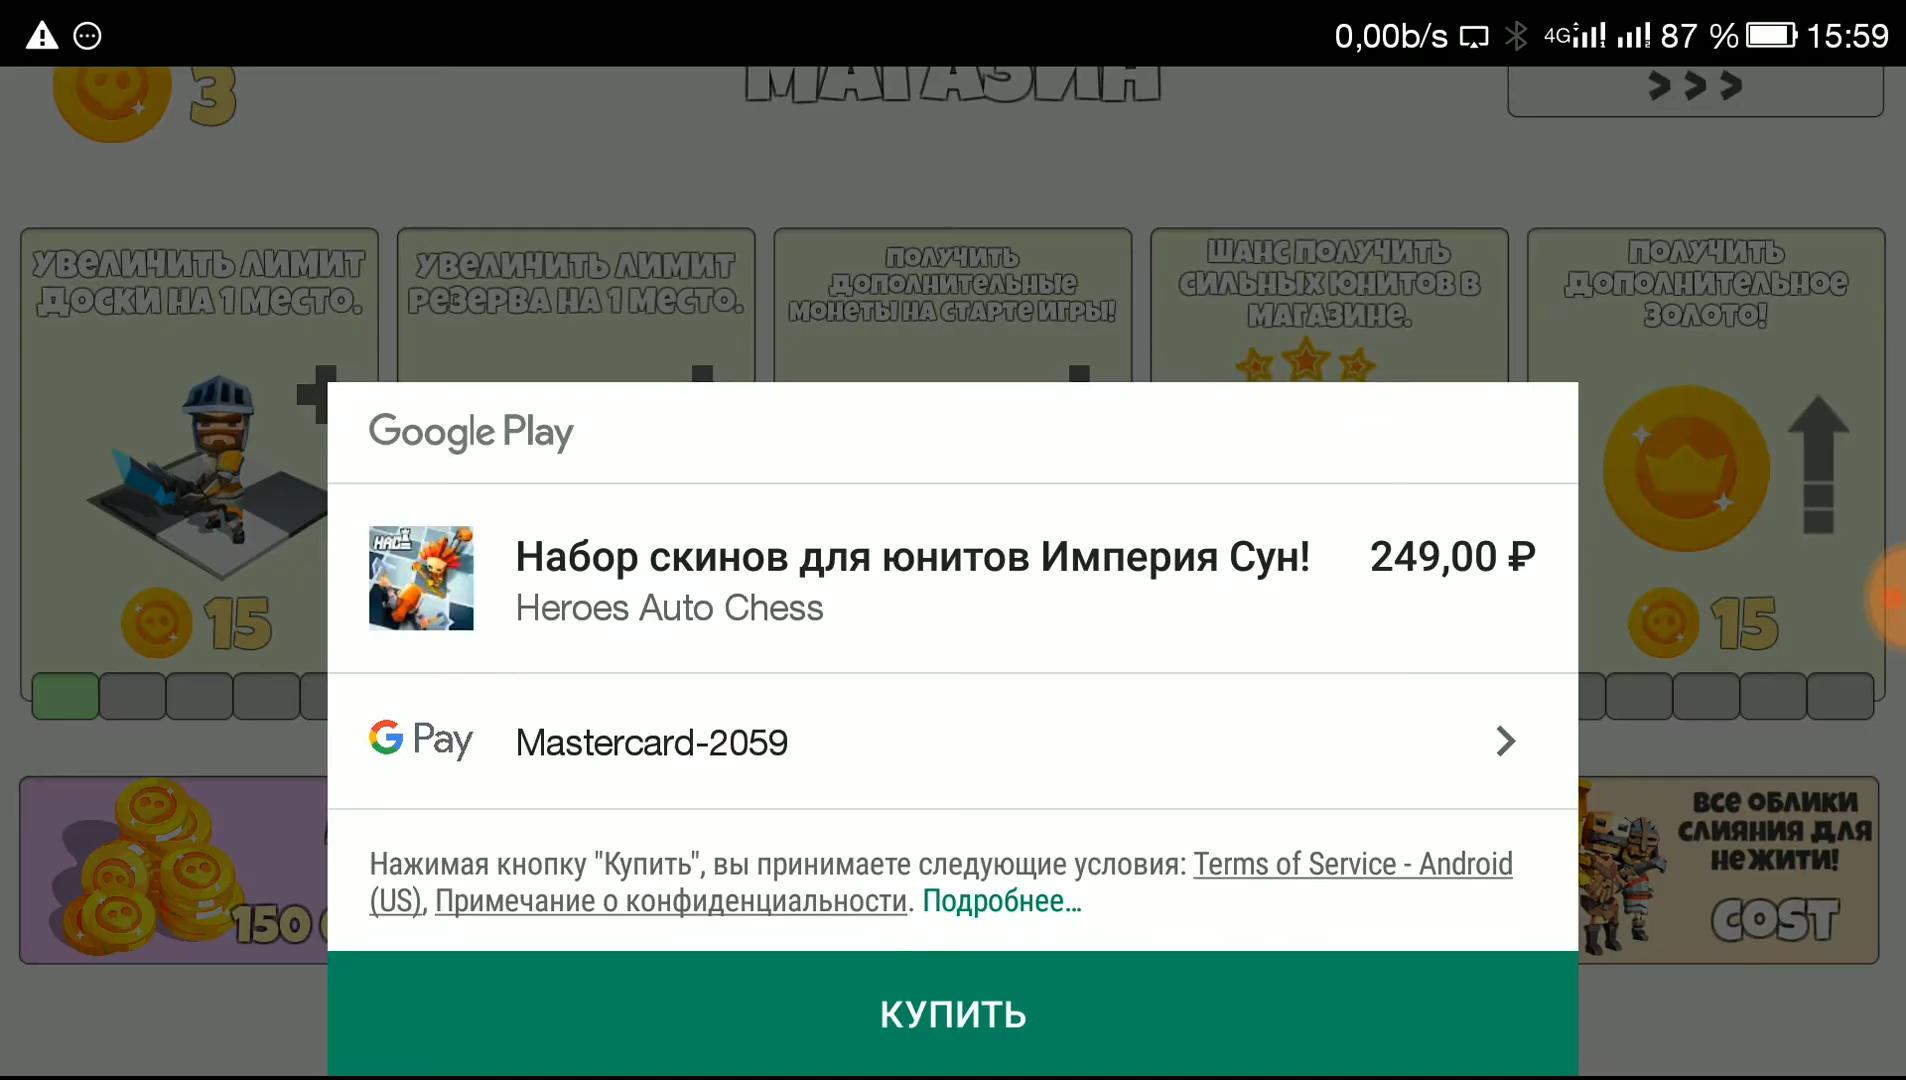 0,00b/s 4G 87 % 15:59
3
МАГАЗИН
>>>
УВЕЛИЧИТЬ ЛИМИТ
ДОСКИ НА 1 МЕСТО.
УВЕЛИЧИТЬ ЛИМИТ
РЕЗЕРВА НА 1 МЕСТО.
ПОЛУЧИТЬ
ДОПОЛНИТЕЛЬНЫЕ
МОНЕТЫ НА СТАРТЕ ИГРЫ!
ШАНС ПОЛУЧИТЬ
СИЛЬНЫХ ЮНИТОВ В
МАГАЗИНЕ.
ПОЛУЧИТЬ
ДОПОЛНИТЕЛЬНОЕ
ЗОЛОТО!
Google Play
HAC
Набор скинов для юнитов Империя Сун! 249,00 ₽
Heroes Auto Chess
15
15
G Pay Mastercard-2059
Нажимая кнопку "Купить", вы принимаете следующие условия: Terms of Service - Android
(US), Примечание о конфиденциальности. Подробнее…
150
ВСЕ ОБЛИКИ
СЛИЯНИЯ ДЛЯ
НЕЖИТИ!
COST
КУПИТЬ